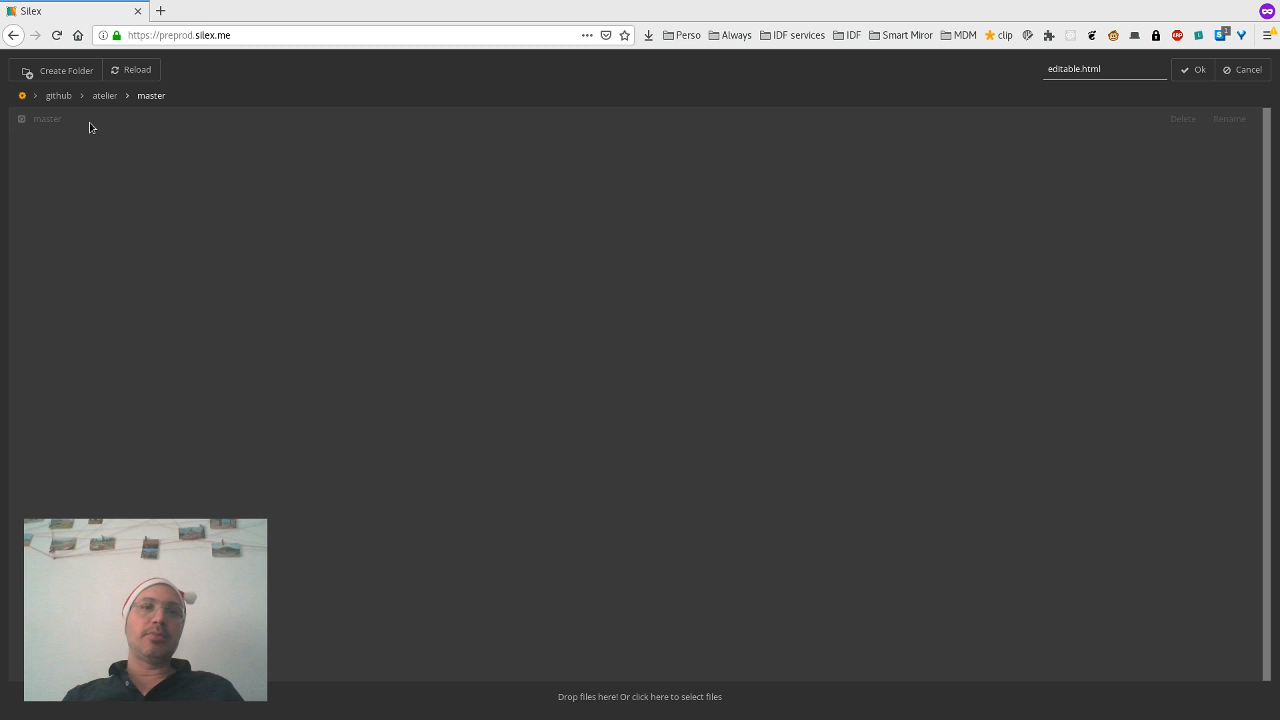 Silex
https://preprod.silex.me
Perso
Always
IDF services
IDF
Smart Miror
MDM
clip
Create Folder
Reload
editable.html
Ok
Cancel
github
atelier
master
master
Delete
Rename
Drop files here! Or click here to select files